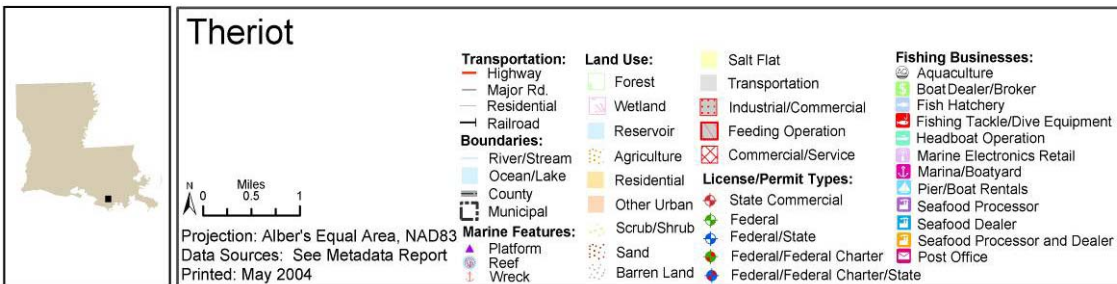 Theriot
N
Miles
0 0.5 1
Projection: Alber's Equal Area, NAD83
Data Sources: See Metadata Report
Printed: May 2004
Transportation:
Highway
Major Rd.
Residential
Railroad
Boundaries:
River/Stream
Ocean/Lake
County
Municipal
Marine Features:
Platform
Reef
Wreck
Land Use:
Forest
Wetland
Reservoir
Agriculture
Residential
Other Urban
Scrub/Shrub
Sand
Barren Land
Salt Flat
Transportation
Industrial/Commercial
Feeding Operation
Commercial/Service
License/Permit Types:
State Commercial
Federal
Federal/State
Federal/Federal Charter
Federal/Federal Charter/State
Fishing Businesses:
Aquaculture
Boat Dealer/Broker
Fish Hatchery
Fishing Tackle/Dive Equipment
Headboat Operation
Marine Electronics Retail
Marina/Boatyard
Pier/Boat Rentals
Seafood Processor
Seafood Dealer
Seafood Processor and Dealer
Post Office